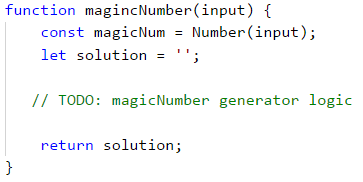 function magincNumber(input) {
const magicNum = Number(input);
let solution = '';
// TODO: magicNumber generator logic
return solution;
}